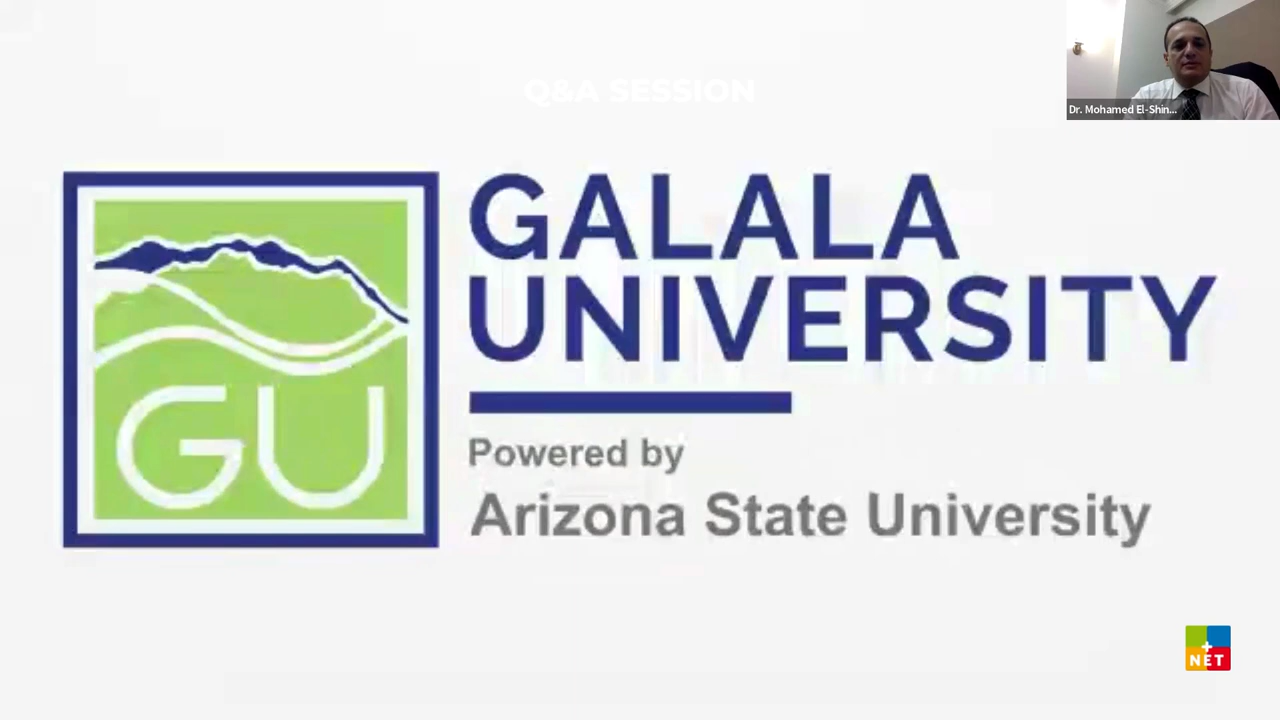 Q&A SESSION
Dr. Mohamed El-Shin...
GALALA
UNIVERSITY
GU
Powered by
Arizona State University
+
NET